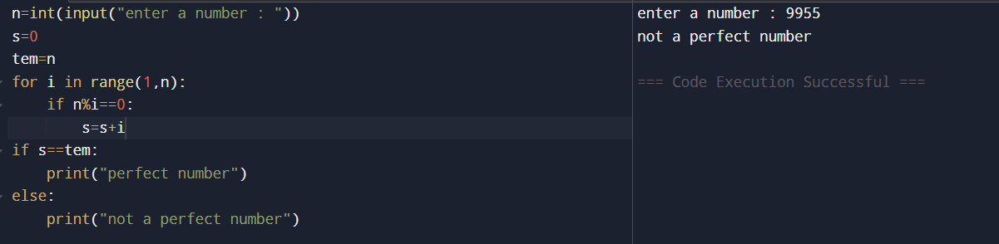 n=int(input("enter a number : "))
s=0
tem=n
for i in range(1,n):
    if n%i==0:
        s=s+i
if s==tem:
    print("perfect number")
else:
    print("not a perfect number")
enter a number : 9955
not a perfect number
=== Code Execution Successful ===